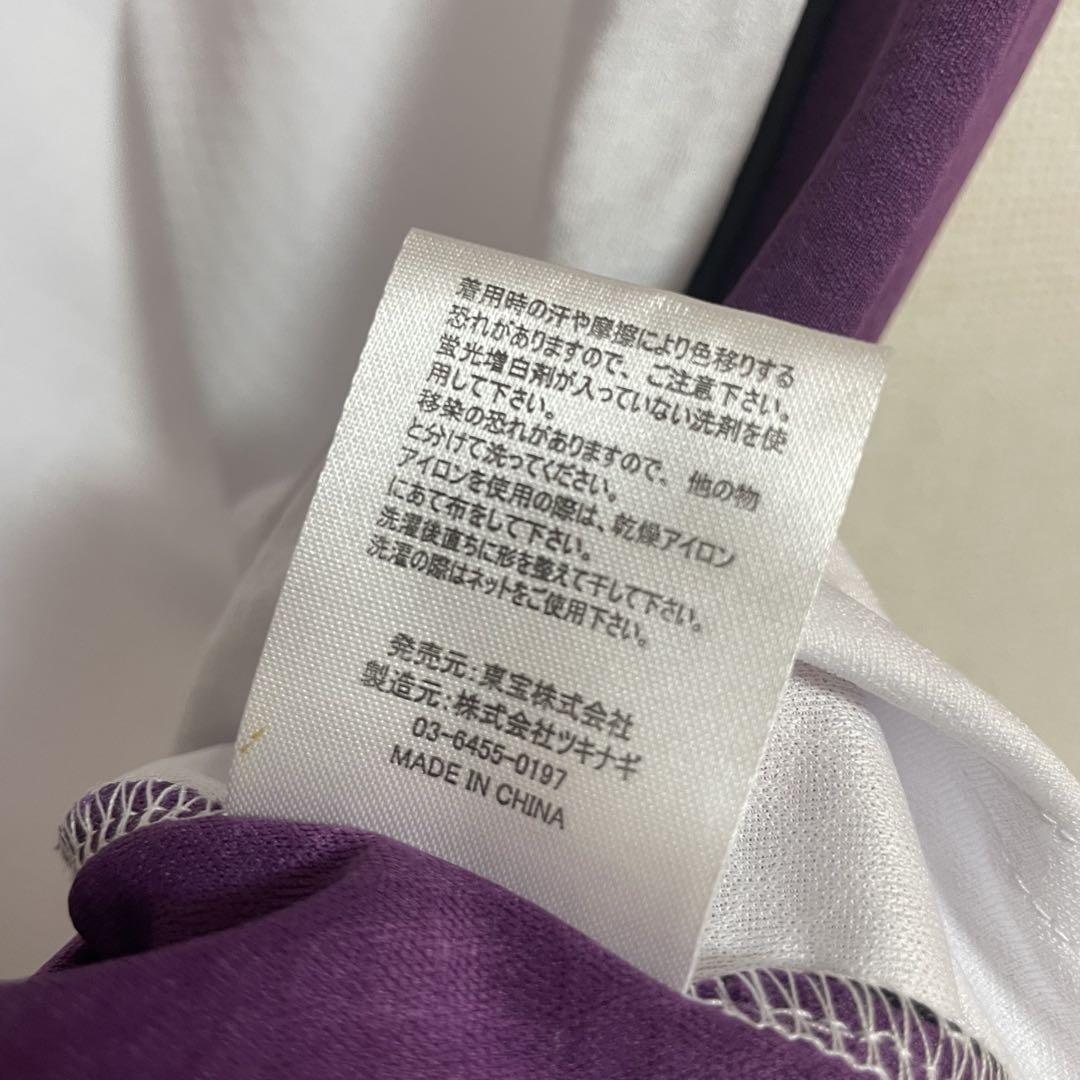 着用時の汗や摩擦により色移りする
恐れがありますので、ご注意下さい。
蛍光増白剤が入っていない洗剤を使
用して下さい。
移染の恐れがありますので、他の物
と分けて洗ってください。
アイロンを使用の際は、乾燥アイロン
にあて布をして下さい。
洗濯後直ちに形を整えて干して下さい。
洗濯の際はネットをご使用下さい。
発売元:東宝株式会社
製造元:株式会社ツキナギ
03-6455-0197
MADE IN CHINA